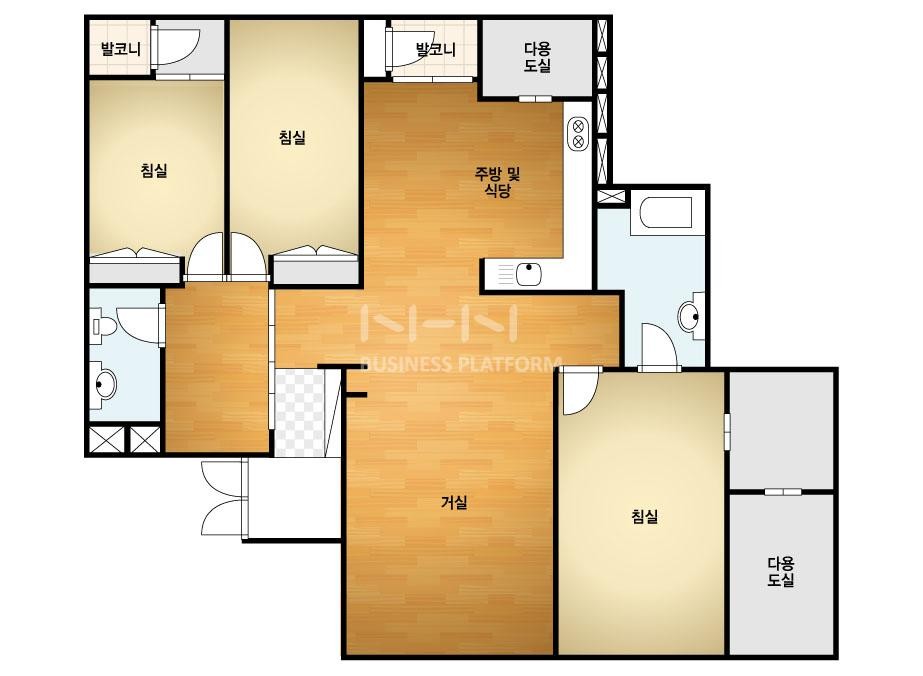 발코니
발코니
다용
도실
침실
침실
주방 및
식당
NHN
BUSINESS PLATFORM
거실
침실
다용
도실